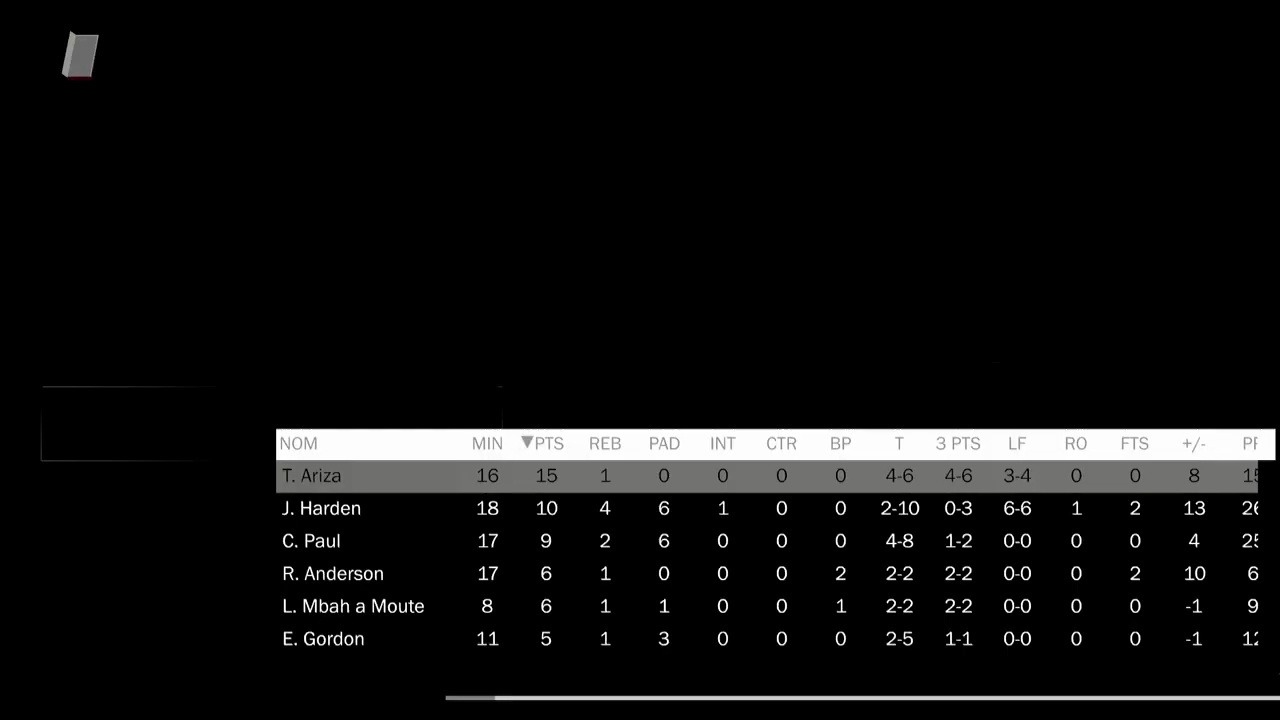 NOM MIN ▼PTS REB PAD INT CTR BP T 3 PTS LF RO FTS +/-
T. Ariza 16 15 1 0 0 0 0 4-6 4-6 3-4 0 0 8
J. Harden 18 10 4 6 1 0 0 2-10 0-3 6-6 1 2 13
C. Paul 17 9 2 6 0 0 0 4-8 1-2 0-0 0 0 4
R. Anderson 17 6 1 0 0 0 2 2-2 2-2 0-0 0 2 10 6
L. Mbah a Moute 8 6 1 1 0 0 1 2-2 2-2 0-0 0 0 -1 9
E. Gordon 11 5 1 3 0 0 0 2-5 1-1 0-0 0 0 -1